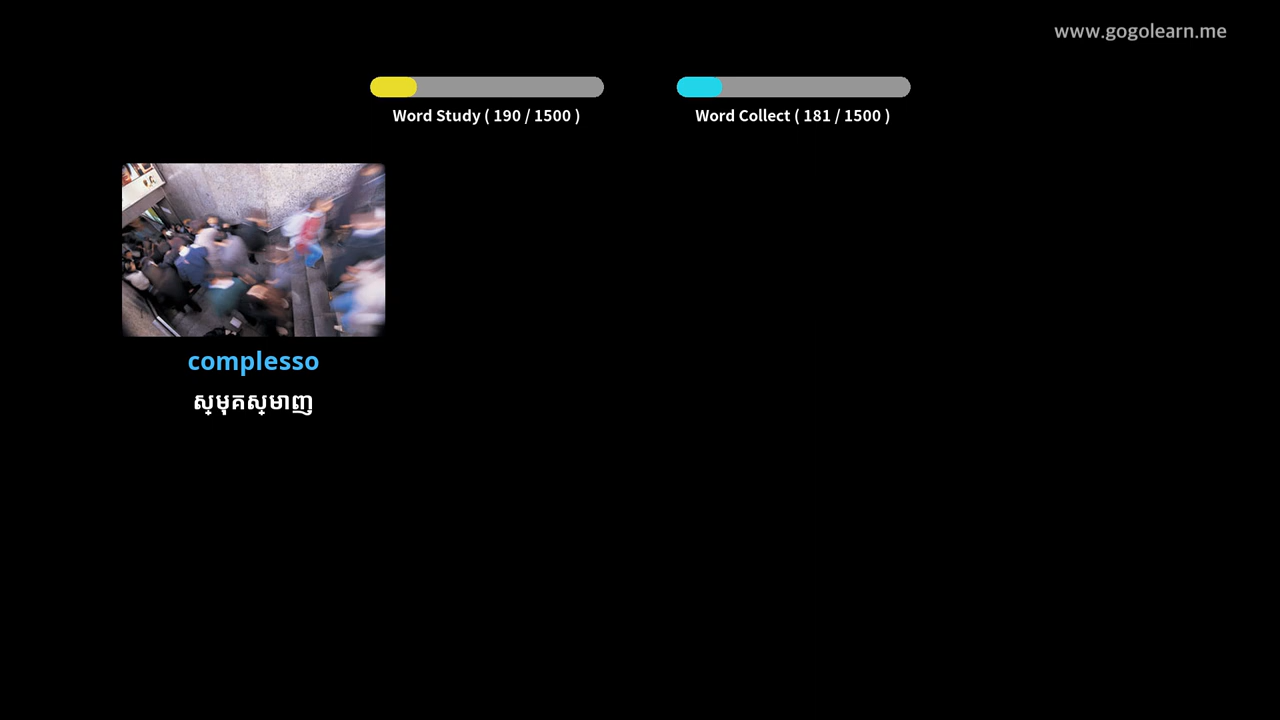 www.gogolearn.me
Word Study ( 190 / 1500 )
Word Collect ( 181 / 1500 )
complesso
ស្មុគស្មាញ